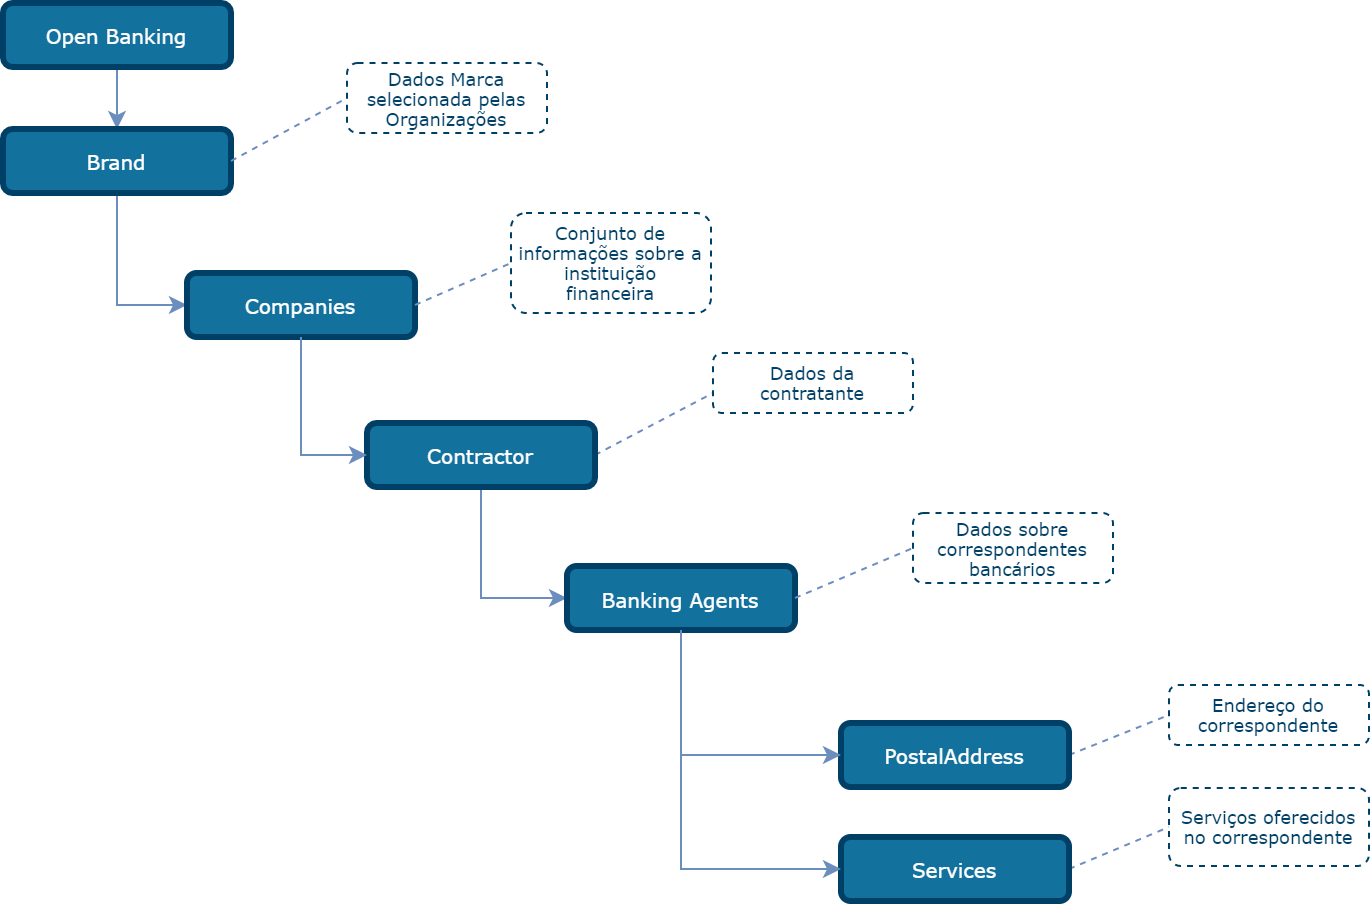 Open Banking
Dados Marca
selecionada pelas
Organizações
Brand
Conjunto de
informações sobre a
instituição
financeira
Companies
Dados da
contratante
Contractor
Dados sobre
correspondentes
bancários
Banking Agents
Endereço do
correspondente
PostalAddress
Serviços oferecidos
no correspondente
Services